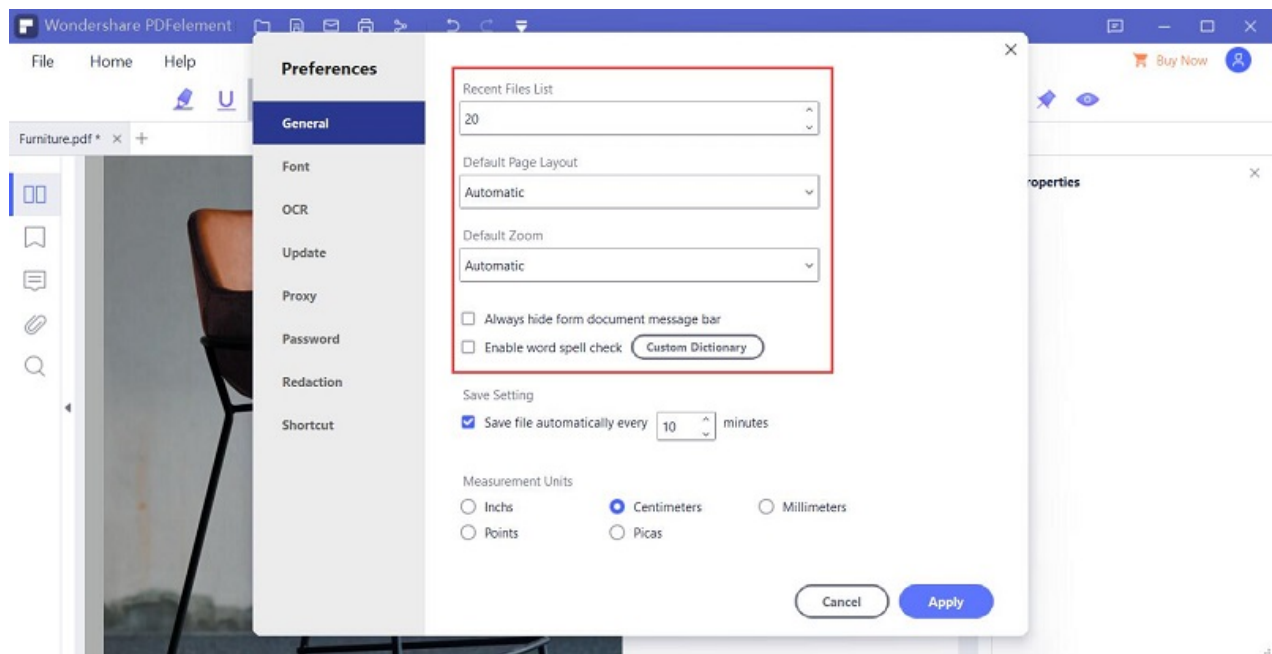 Wondershare PDFelement
File Home Help
Buy Now
Furniture.pdf *
Preferences
General
Font
OCR
Update
Proxy
Password
Redaction
Shortcut
Recent Files List
20
Default Page Layout
Automatic
Default Zoom
Automatic
Always hide form document message bar
Enable word spell check Custom Dictionary
Save Setting
Save file automatically every 10 minutes
Measurement Units
Inchs Centimeters Millimeters
Points Picas
Cancel Apply
roperties